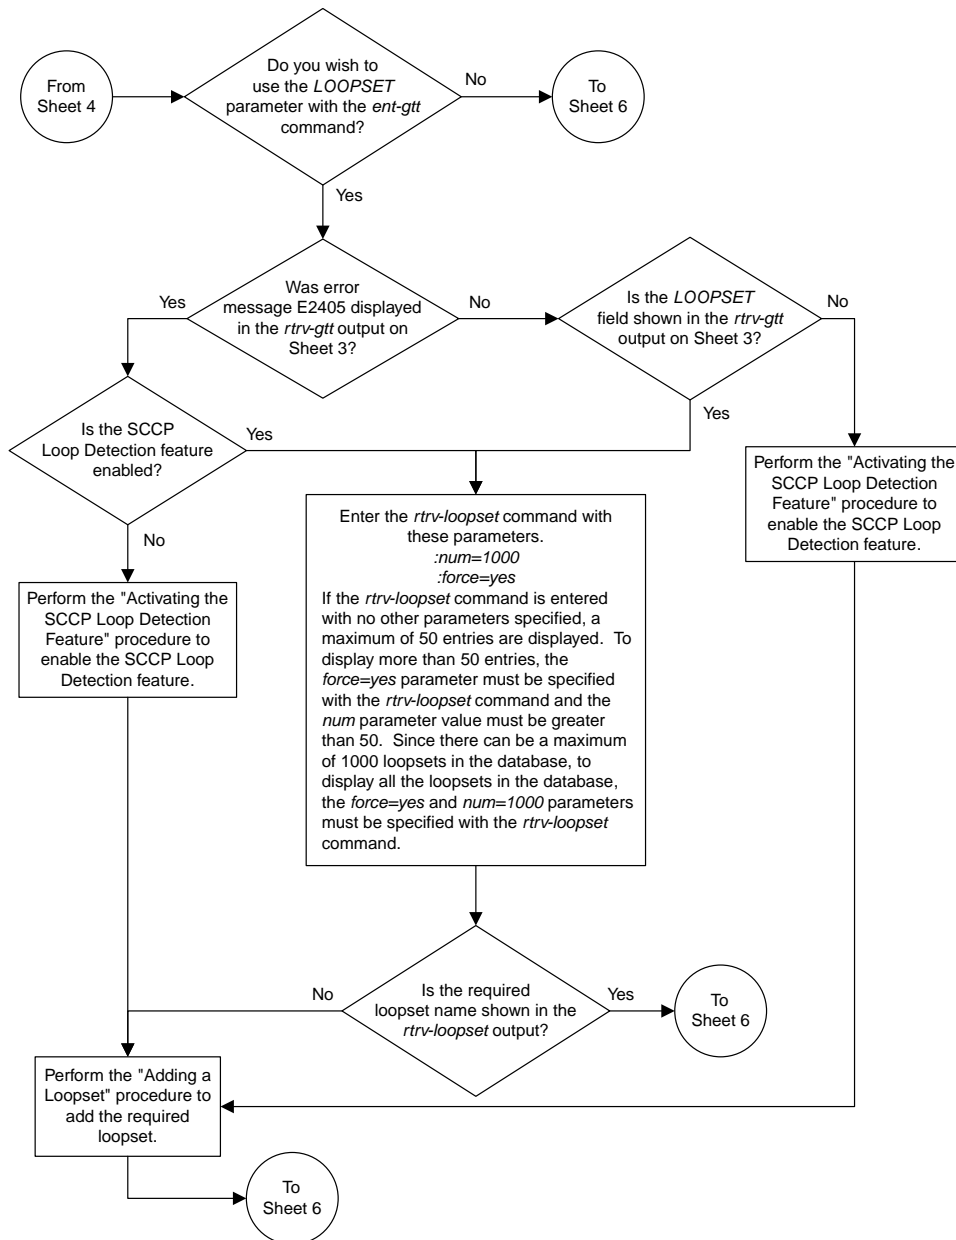 From
Sheet 4
Do you wish to
use the LOOPSET
parameter with the ent-gtt
command?
No
To
Sheet 6
Yes
Was error
message E2405 displayed
in the rtrv-gtt output on
Sheet 3?
Yes
No
Is the LOOPSET
field shown in the rtrv-gtt
output on Sheet 3?
No
Yes
Is the SCCP
Loop Detection feature
enabled?
Yes
No
Perform the "Activating the
SCCP Loop Detection
Feature" procedure to
enable the SCCP Loop
Detection feature.
Enter the rtrv-loopset command with
these parameters.
:num=1000
:force=yes
If the rtrv-loopset command is entered
with no other parameters specified, a
maximum of 50 entries are displayed.  To
display more than 50 entries, the
force=yes parameter must be specified
with the rtrv-loopset command and the
num parameter value must be greater
than 50.  Since there can be a maximum
of 1000 loopsets in the database, to
display all the loopsets in the database,
the force=yes and num=1000 parameters
must be specified with the rtrv-loopset
command.
Perform the "Activating the
SCCP Loop Detection
Feature" procedure to
enable the SCCP Loop
Detection feature.
Is the required
loopset name shown in the
rtrv-loopset output?
No
Yes
To
Sheet 6
Perform the "Adding a
Loopset" procedure to
add the required
loopset.
To
Sheet 6